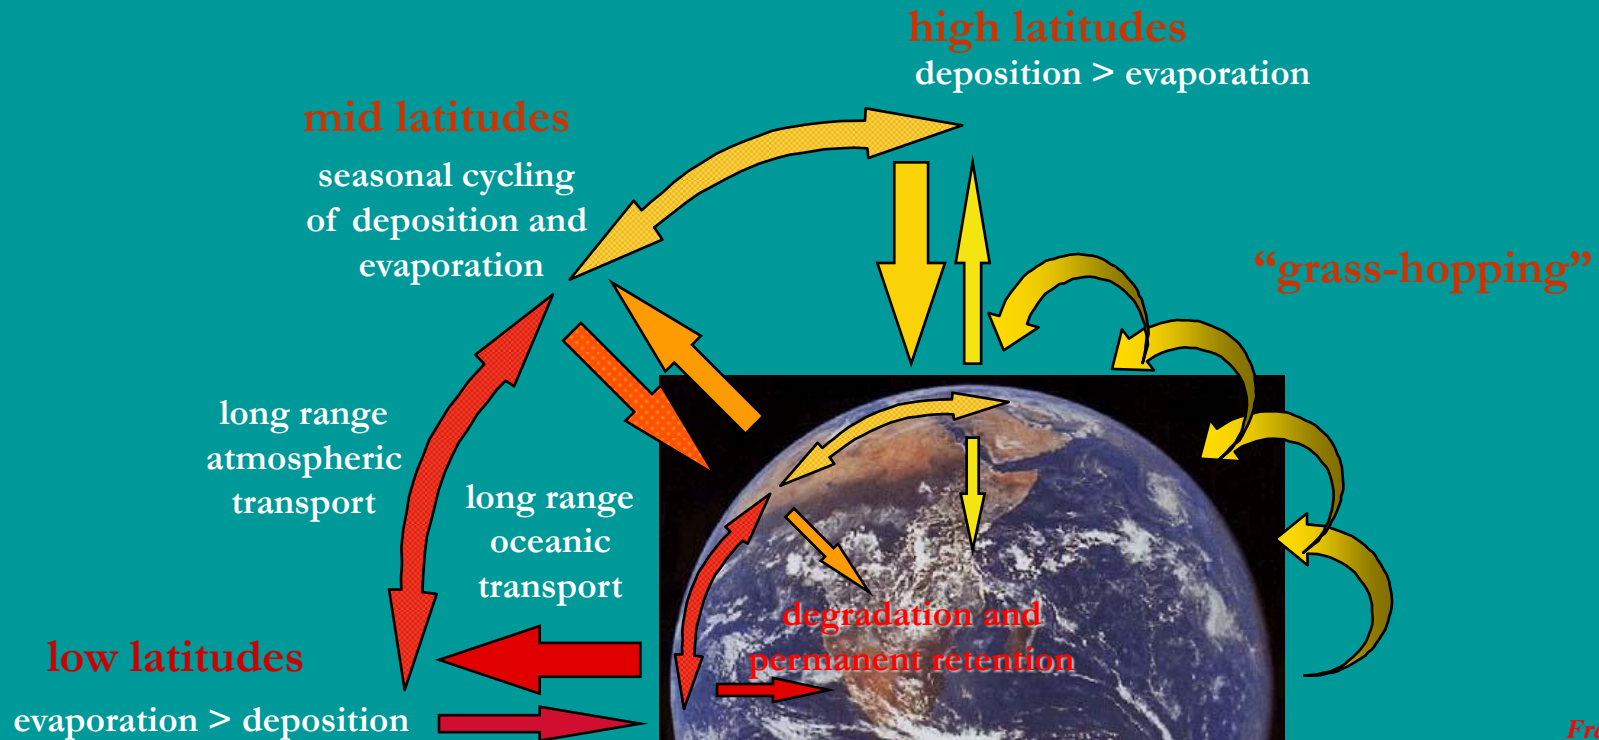 high latitudes
deposition > evaporation
mid latitudes
seasonal cycling
of deposition and
evaporation
“grass-hopping”
long range
atmospheric
transport
long range
oceanic
transport
degradation and
permanent retention
low latitudes
evaporation > deposition